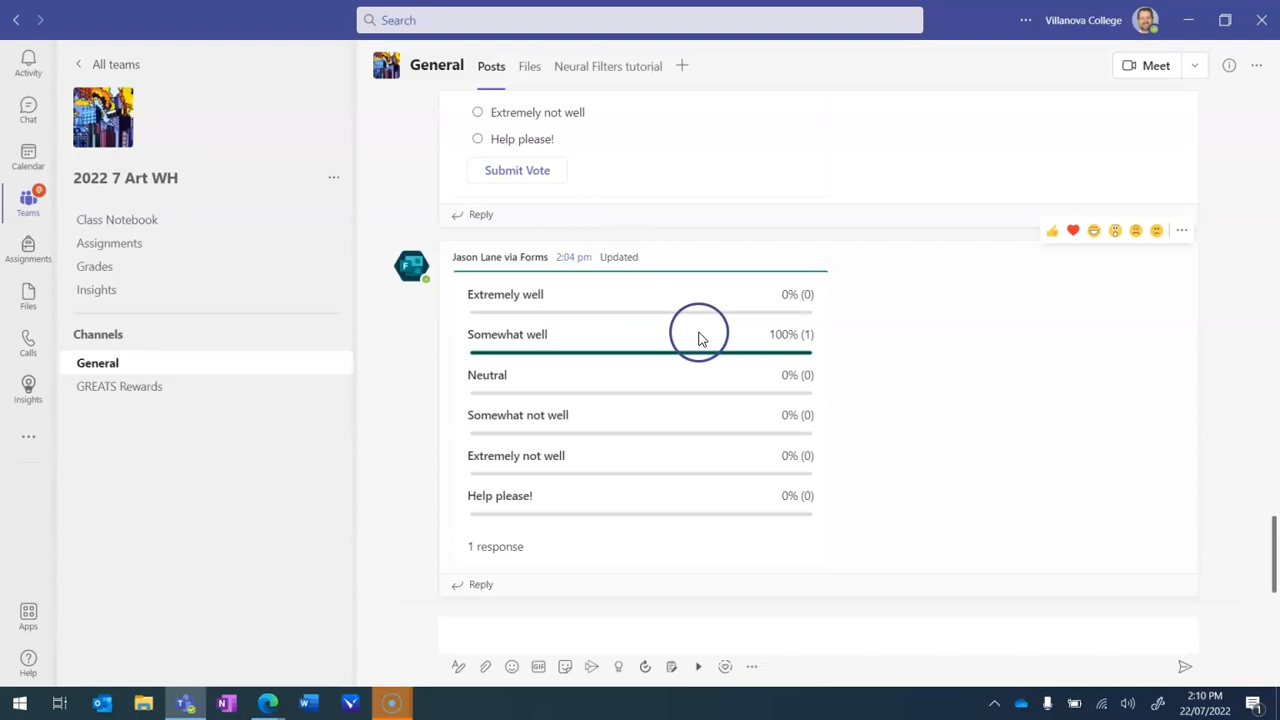 Search
Villanova College
Activity
Chat
Calendar
Teams
Assignments
Files
Calls
Insights
Apps
Help
All teams
2022 7 Art WH
Class Notebook
Assignments
Grades
Insights
Channels
General
GREATS Rewards
General
Posts
Files
Neural Filters tutorial
Meet
Extremely not well
Help please!
Submit Vote
Reply
Jason Lane via Forms 2:04 pm Updated
Extremely well 0% (0)
Somewhat well 100% (1)
Neutral 0% (0)
Somewhat not well 0% (0)
Extremely not well 0% (0)
Help please! 0% (0)
1 response
Reply
2:10 PM
22/07/2022